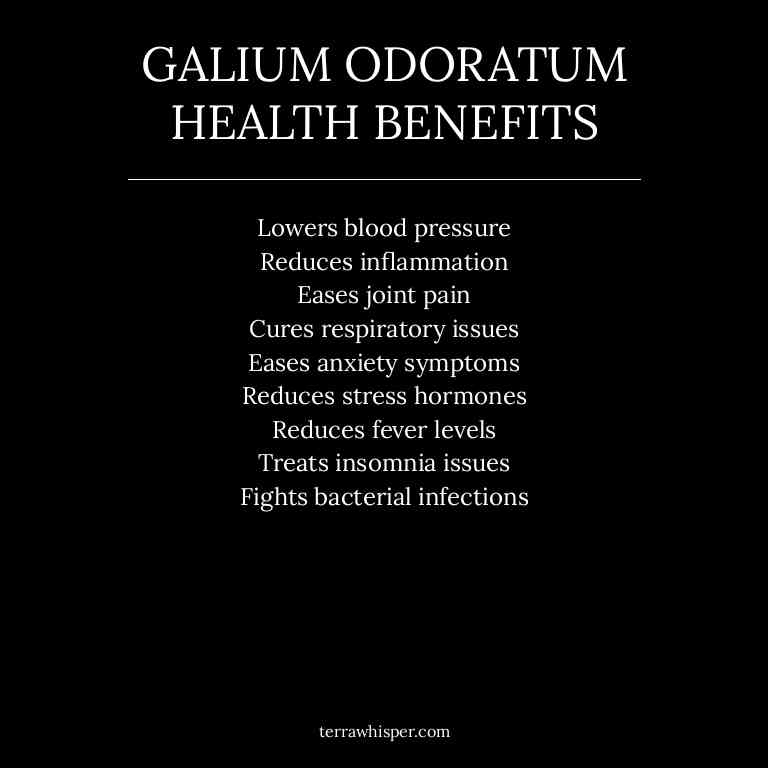 GALIUM ODORATUM
HEALTH BENEFITS
Lowers blood pressure
Reduces inflammation
Eases joint pain
Cures respiratory issues
Eases anxiety symptoms
Reduces stress hormones
Reduces fever levels
Treats insomnia issues
Fights bacterial infections
terrawhisper.com